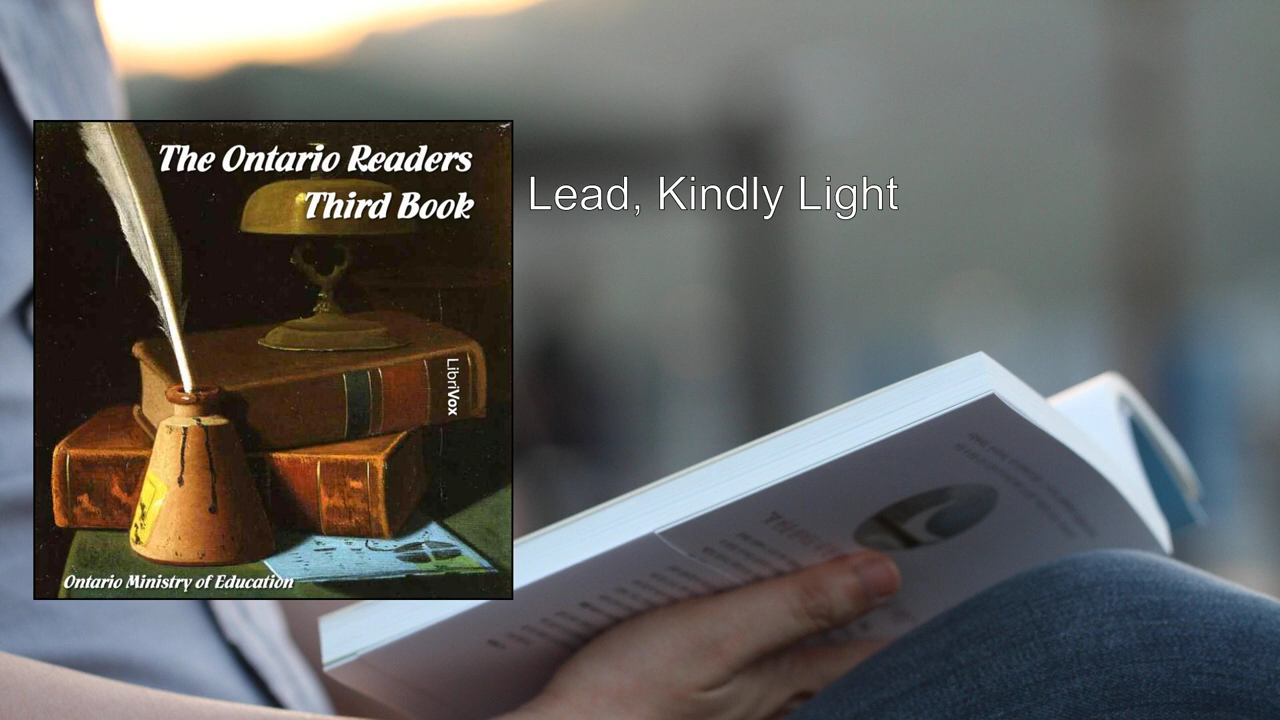 The Ontario Readers
Third Book
LibriVox
Ontario Ministry of Education
Lead, Kindly Light